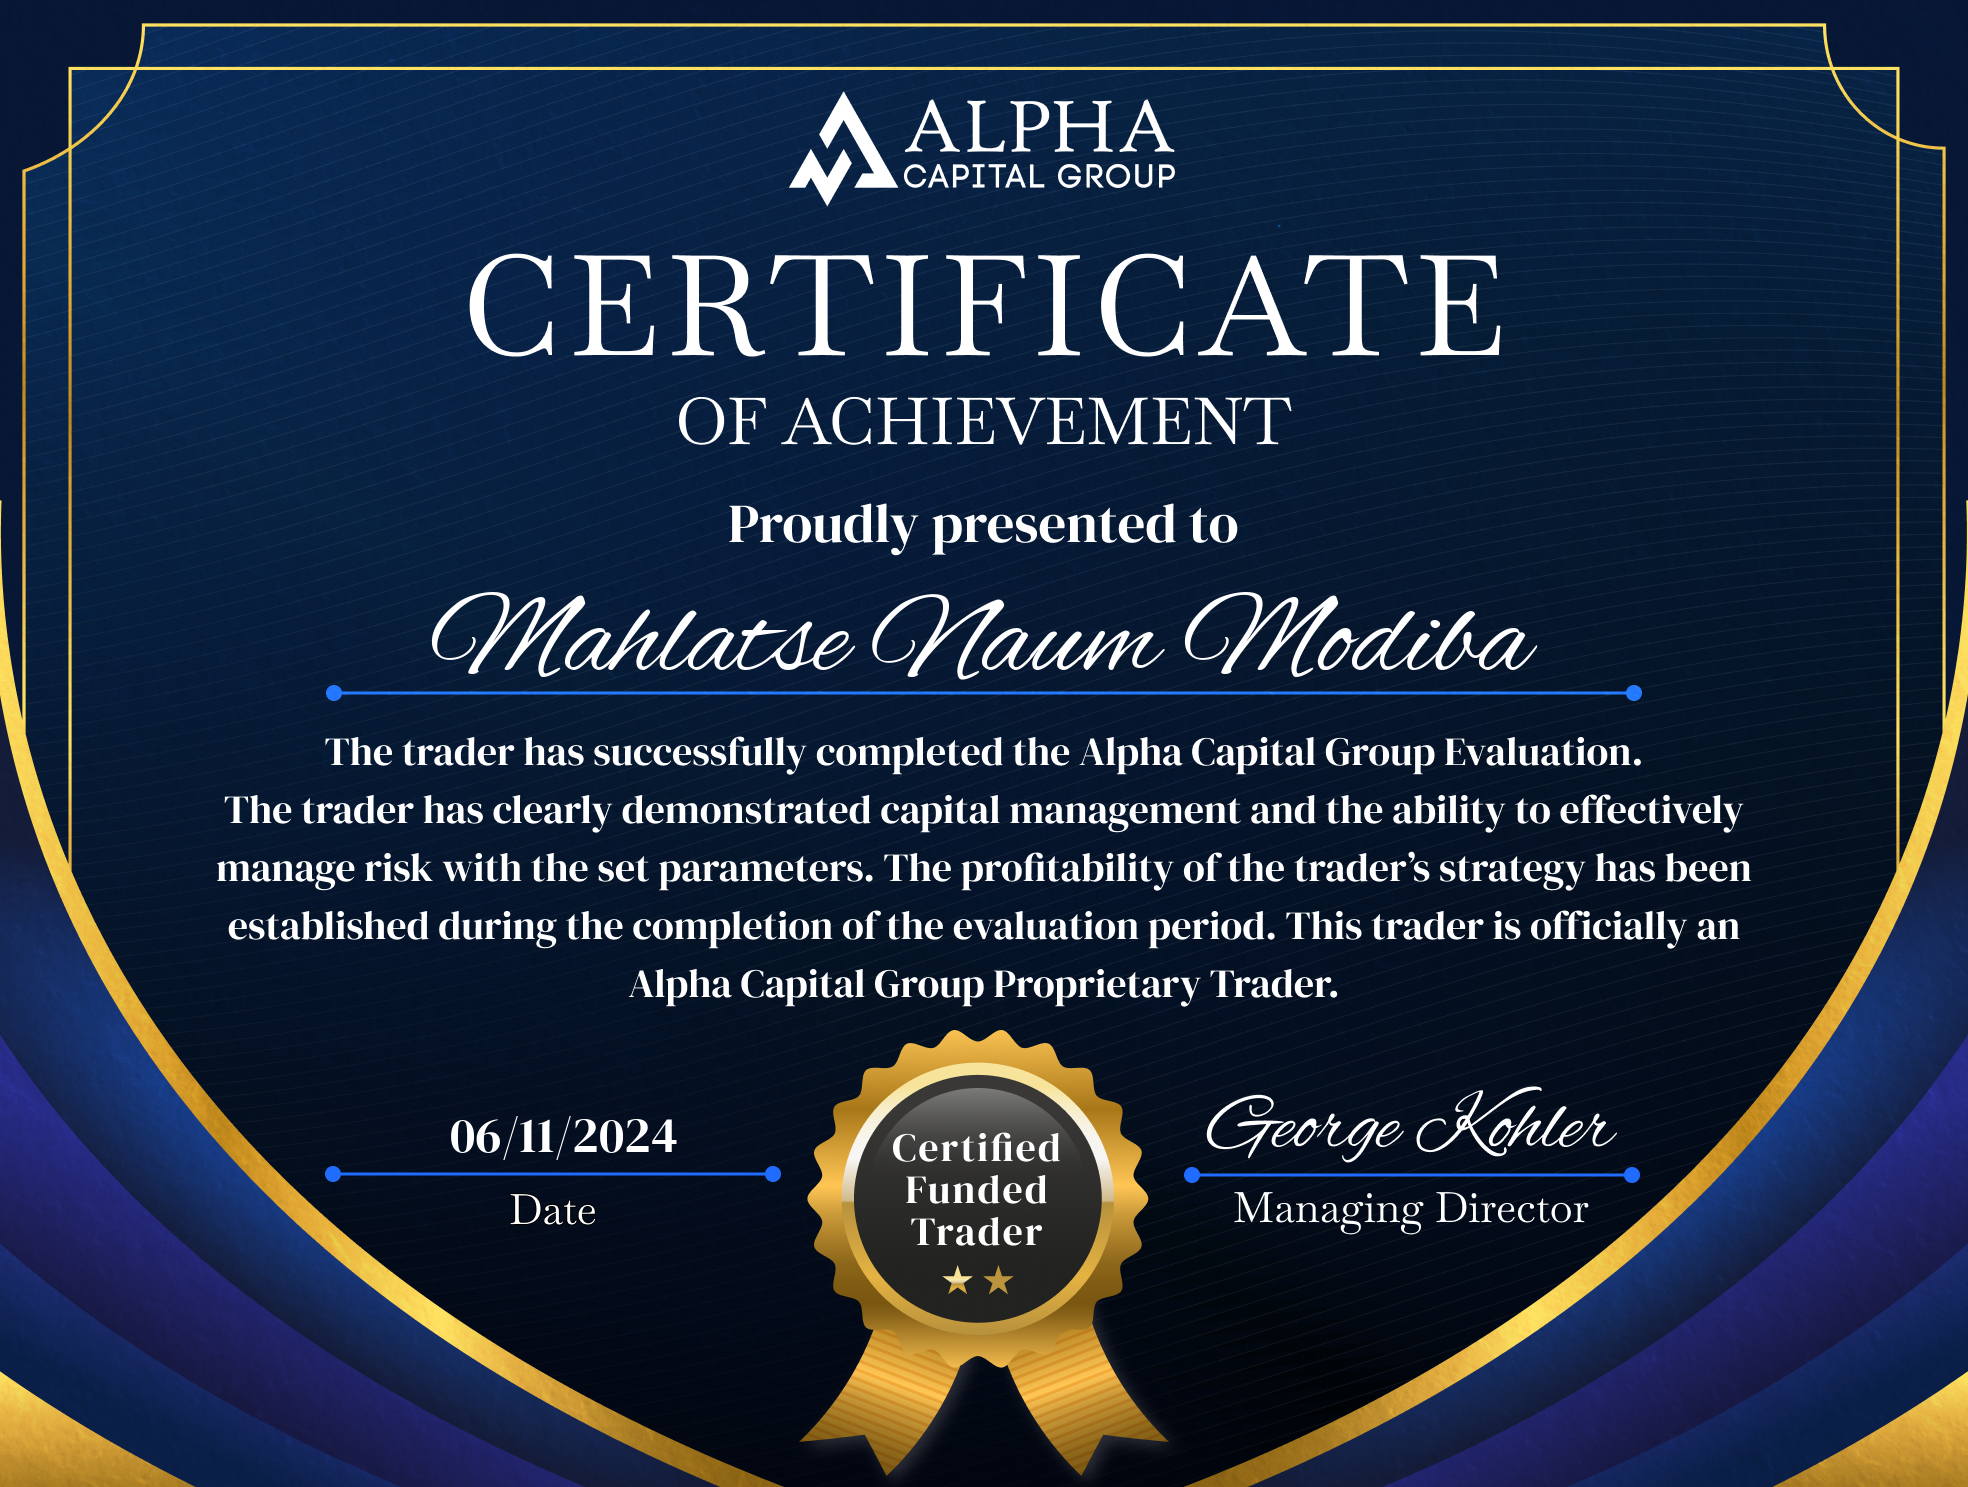 ALPHA
CAPITAL GROUP
CERTIFICATE
OF ACHIEVEMENT
Proudly presented to
Mahlatse Naum Modiba
The trader has successfully completed the Alpha Capital Group Evaluation.
The trader has clearly demonstrated capital management and the ability to effectively
manage risk with the set parameters. The profitability of the trader’s strategy has been
established during the completion of the evaluation period. This trader is officially an
Alpha Capital Group Proprietary Trader.
06/11/2024
Date
Certified
Funded
Trader
George Kohler
Managing Director